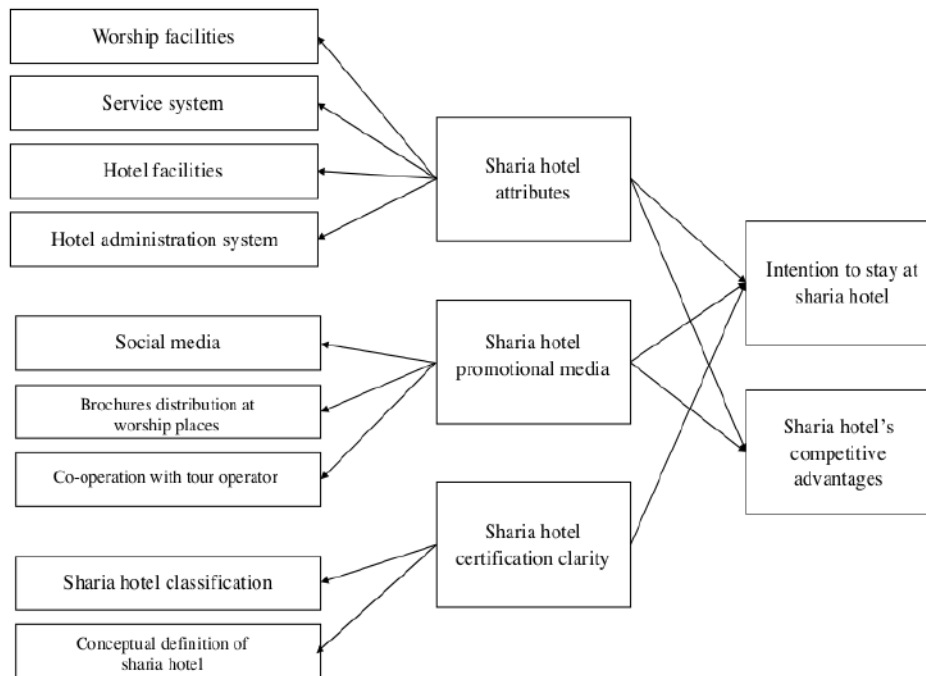 Worship facilities
Service system
Hotel facilities
Hotel administration system
Social media
Brochures distribution at
worship places
Co-operation with tour operator
Sharia hotel classification
Conceptual definition of
sharia hotel
Sharia hotel
attributes
Sharia hotel
promotional media
Sharia hotel
certification clarity
Intention to stay at
sharia hotel
Sharia hotel’s
competitive
advantages